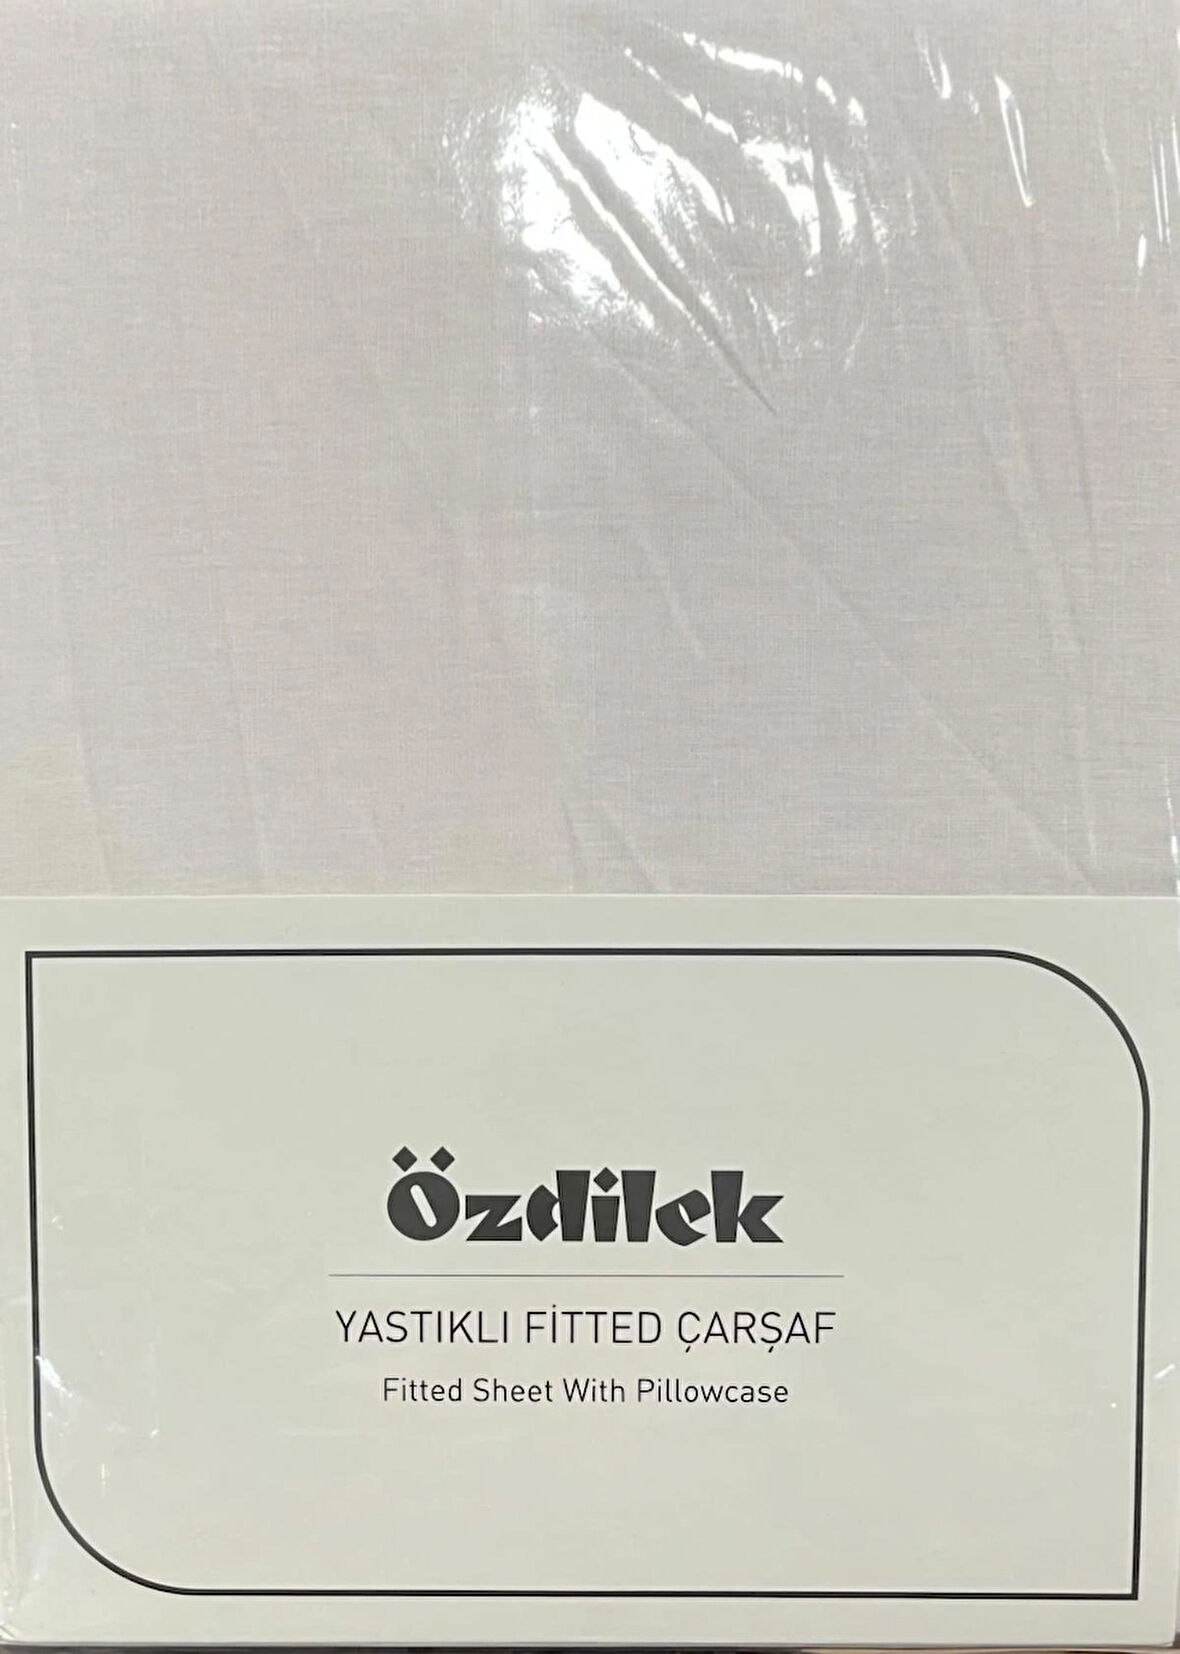 Özdilek
YASTIKLI FİTTED ÇARŞAF
Fitted Sheet With Pillowcase